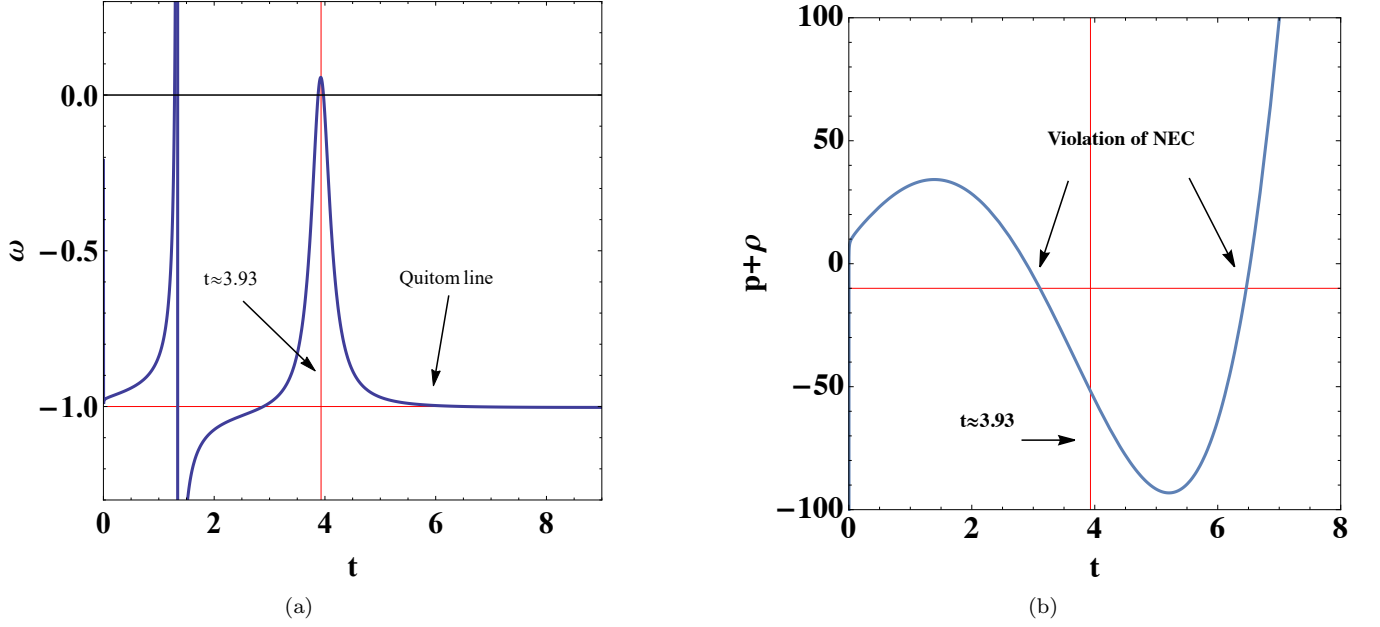 0.0
−0.5
−1.0
ω
t≈3.93
Quitom line
0 2 4 6 8
t
(a)
100
50
0
−50
−100
p+ρ
Violation of NEC
t≈3.93
0 2 4 6 8
t
(b)